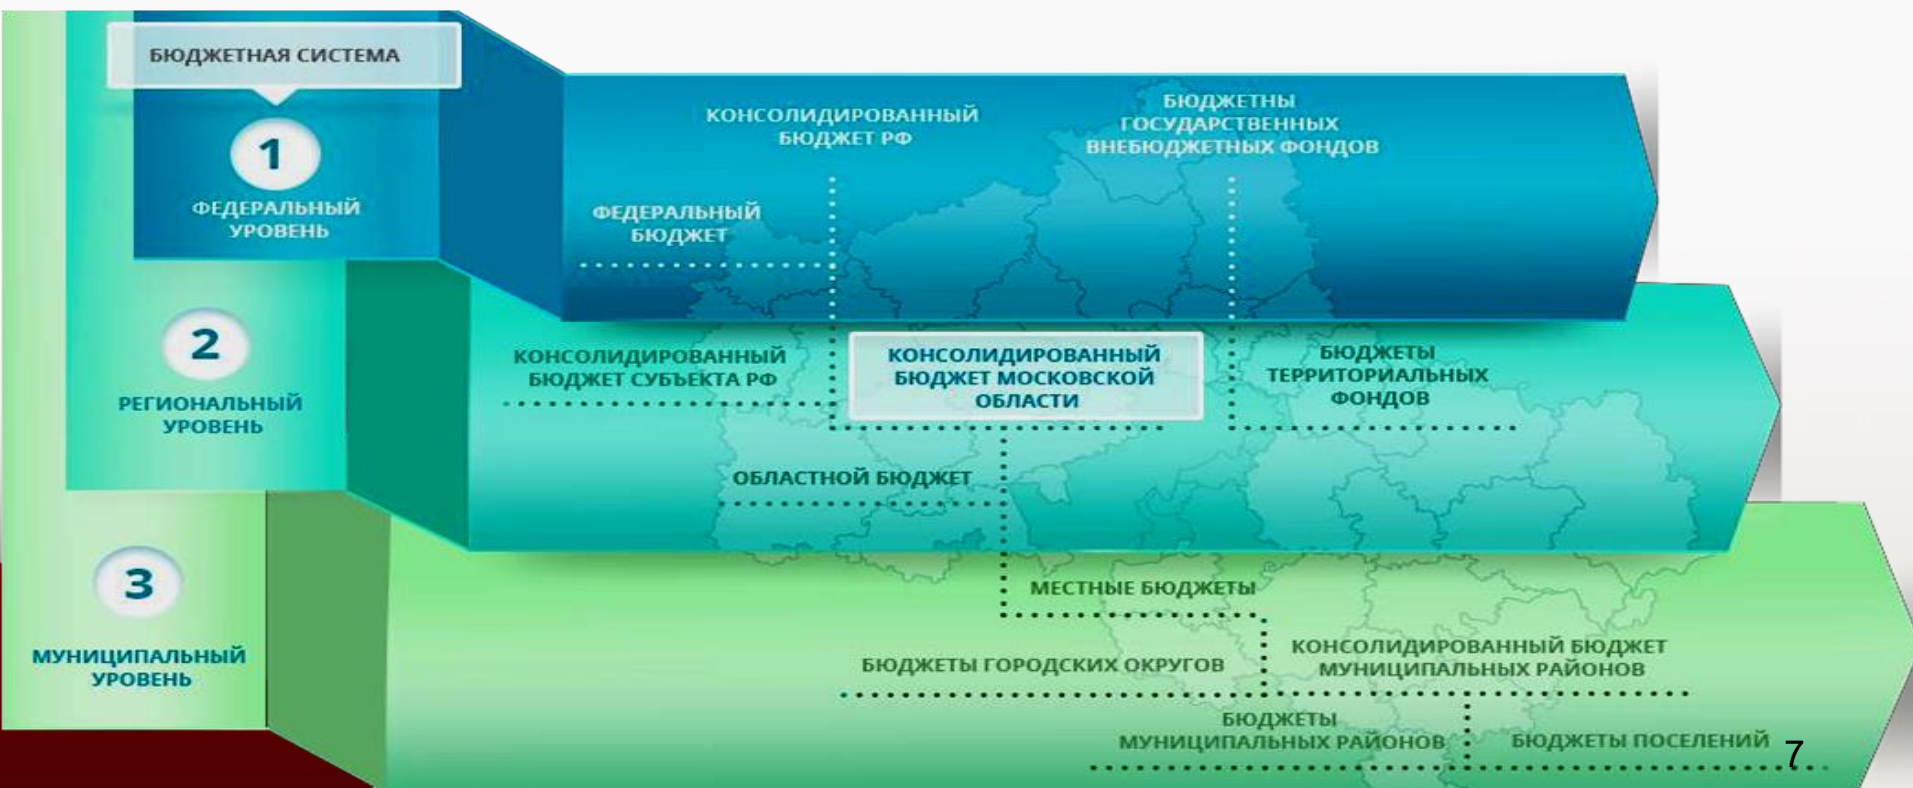 БЮДЖЕТНАЯ СИСТЕМА
1
ФЕДЕРАЛЬНЫЙ
УРОВЕНЬ
КОНСОЛИДИРОВАННЫЙ
БЮДЖЕТ РФ
БЮДЖЕТНЫ
ГОСУДАРСТВЕННЫХ
ВНЕБЮДЖЕТНЫХ ФОНДОВ
ФЕДЕРАЛЬНЫЙ
БЮДЖЕТ
2
РЕГИОНАЛЬНЫЙ
УРОВЕНЬ
КОНСОЛИДИРОВАННЫЙ
БЮДЖЕТ СУБЪЕКТА РФ
КОНСОЛИДИРОВАННЫЙ
БЮДЖЕТ МОСКОВСКОЙ
ОБЛАСТИ
БЮДЖЕТЫ
ТЕРРИТОРИАЛЬНЫХ
ФОНДОВ
ОБЛАСТНОЙ БЮДЖЕТ
3
МУНИЦИПАЛЬНЫЙ
УРОВЕНЬ
МЕСТНЫЕ БЮДЖЕТЫ
БЮДЖЕТЫ ГОРОДСКИХ ОКРУГОВ
КОНСОЛИДИРОВАННЫЙ БЮДЖЕТ
МУНИЦИПАЛЬНЫХ РАЙОНОВ
БЮДЖЕТЫ
МУНИЦИПАЛЬНЫХ РАЙОНОВ
БЮДЖЕТЫ ПОСЕЛЕНИЙ
7